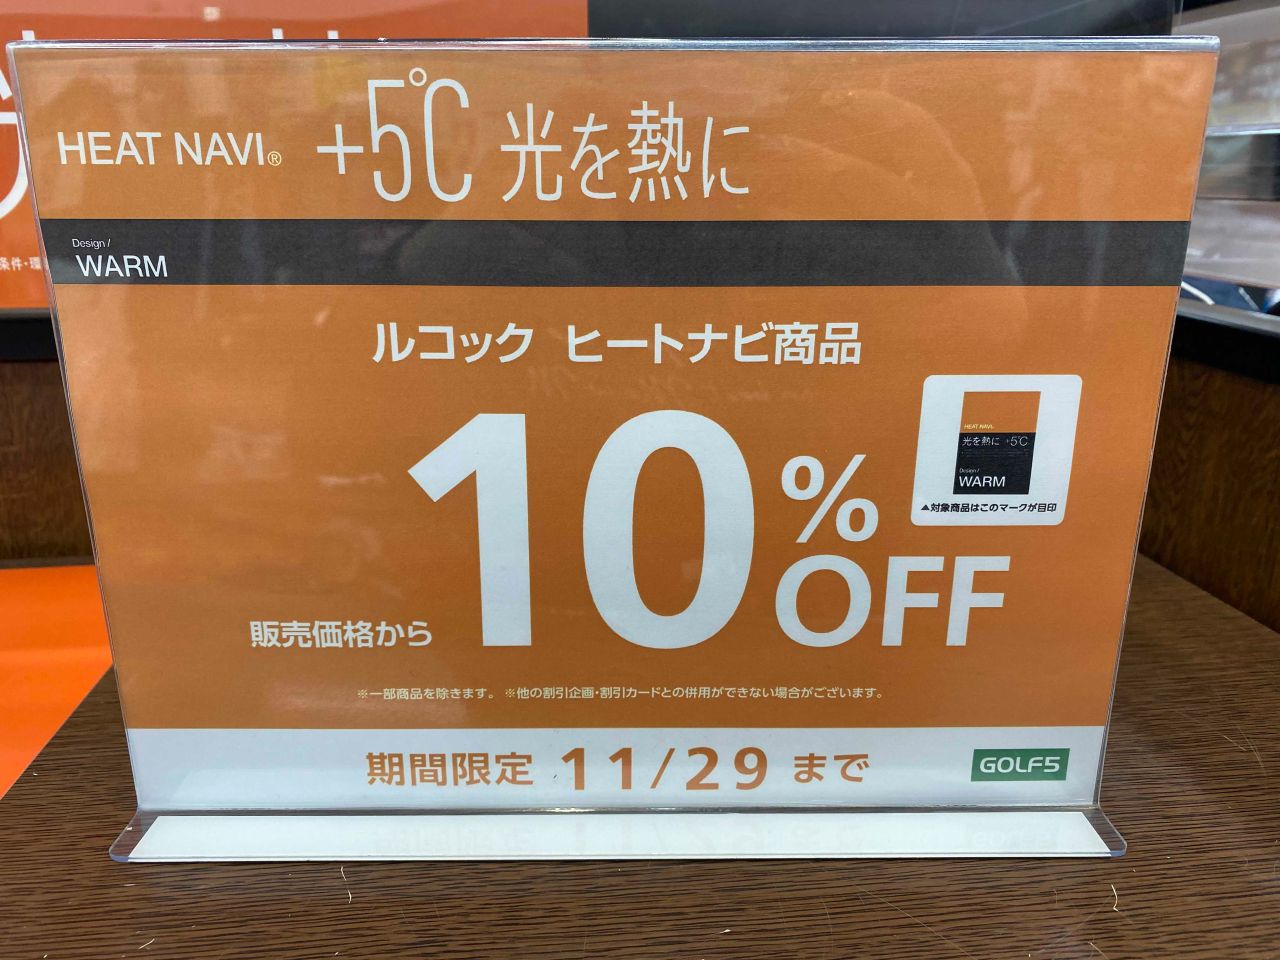 HEAT NAVI® +5℃ 光を熱に
Design/
WARM
条件・環
ルコック ヒートナビ商品
HEAT NAVI®
光を熱に +5℃
Design/
WARM
▲対象商品はこのマークが目印
販売価格から 10%OFF
※一部商品を除きます。 ※他の割引企画・割引カードとの併用ができない場合がございます。
期間限定 11/29 まで
GOLF5